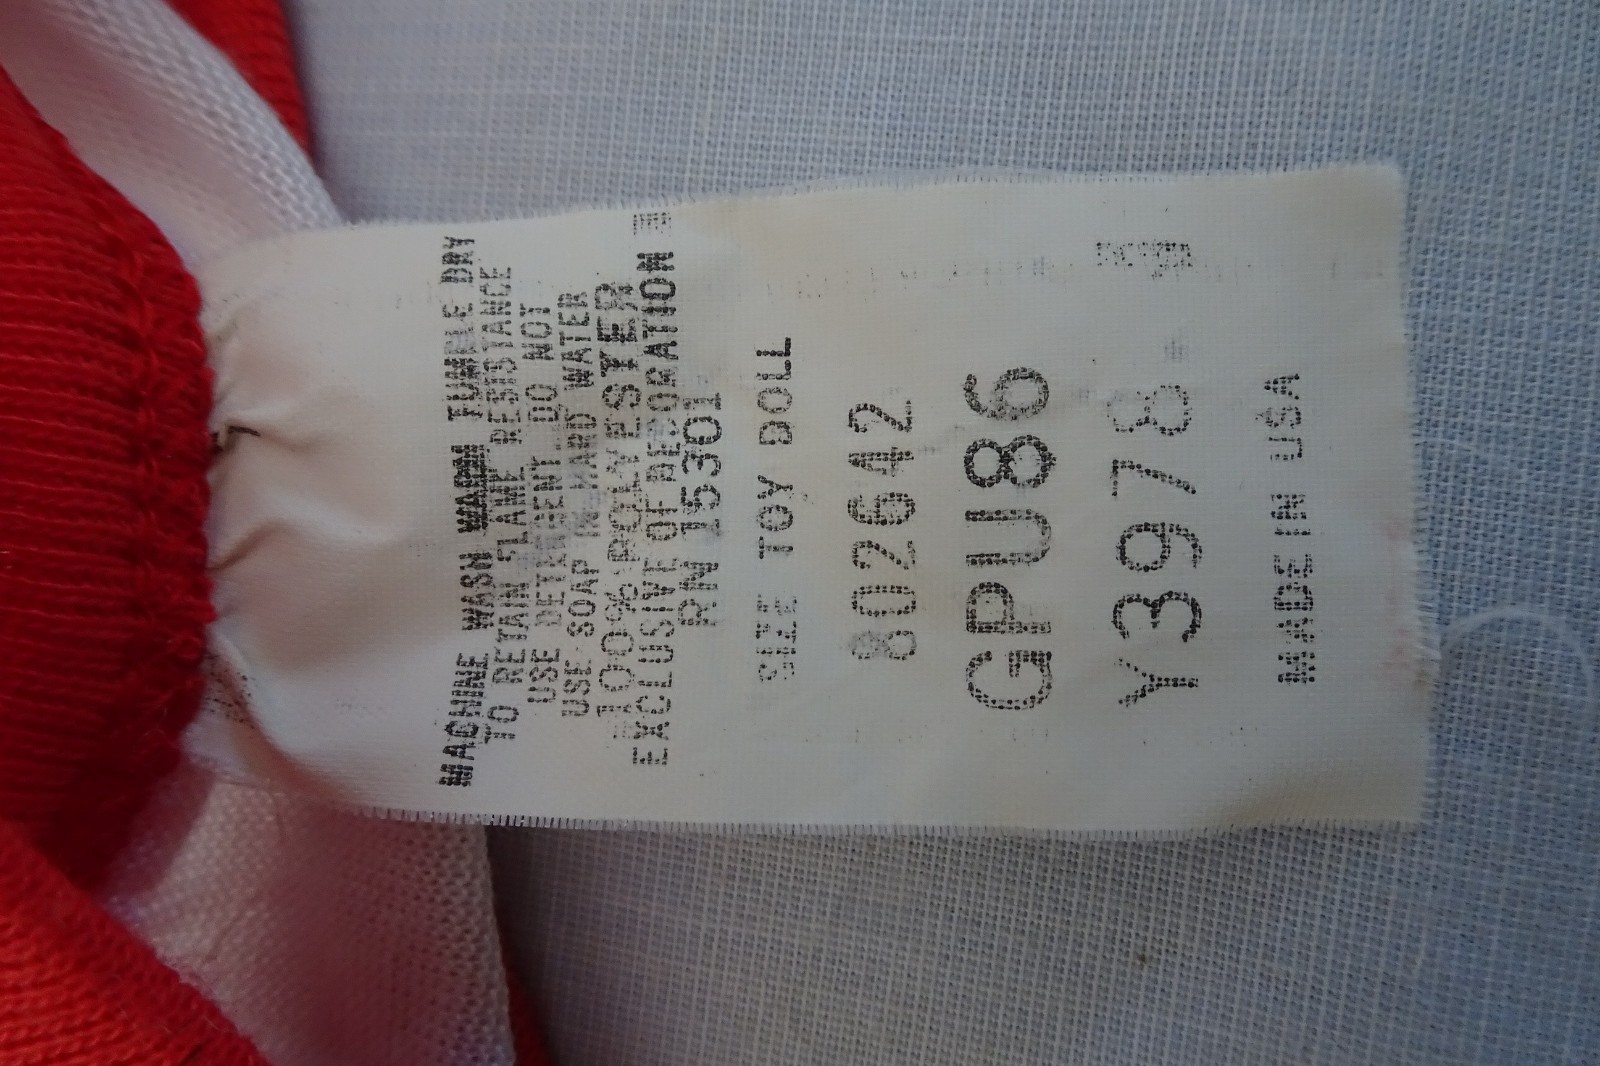 MACHINE WASH WARM TUMBLE DRY
TO RETAIN FLAME RESISTANCE
USE DETERGENT DO NOT
USE SOAP IN HARD WATER
100% POLYESTER
EXCLUSIVE OF DECORATION
RN 15301
SIZE TOY DOLL
802642
GPU86
Y3978
MADE IN USA